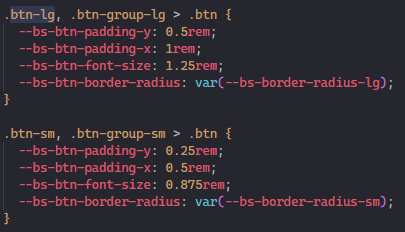 .btn-lg, .btn-group-lg > .btn {
  --bs-btn-padding-y: 0.5rem;
  --bs-btn-padding-x: 1rem;
  --bs-btn-font-size: 1.25rem;
  --bs-btn-border-radius: var(--bs-border-radius-lg);
}

.btn-sm, .btn-group-sm > .btn {
  --bs-btn-padding-y: 0.25rem;
  --bs-btn-padding-x: 0.5rem;
  --bs-btn-font-size: 0.875rem;
  --bs-btn-border-radius: var(--bs-border-radius-sm);
}